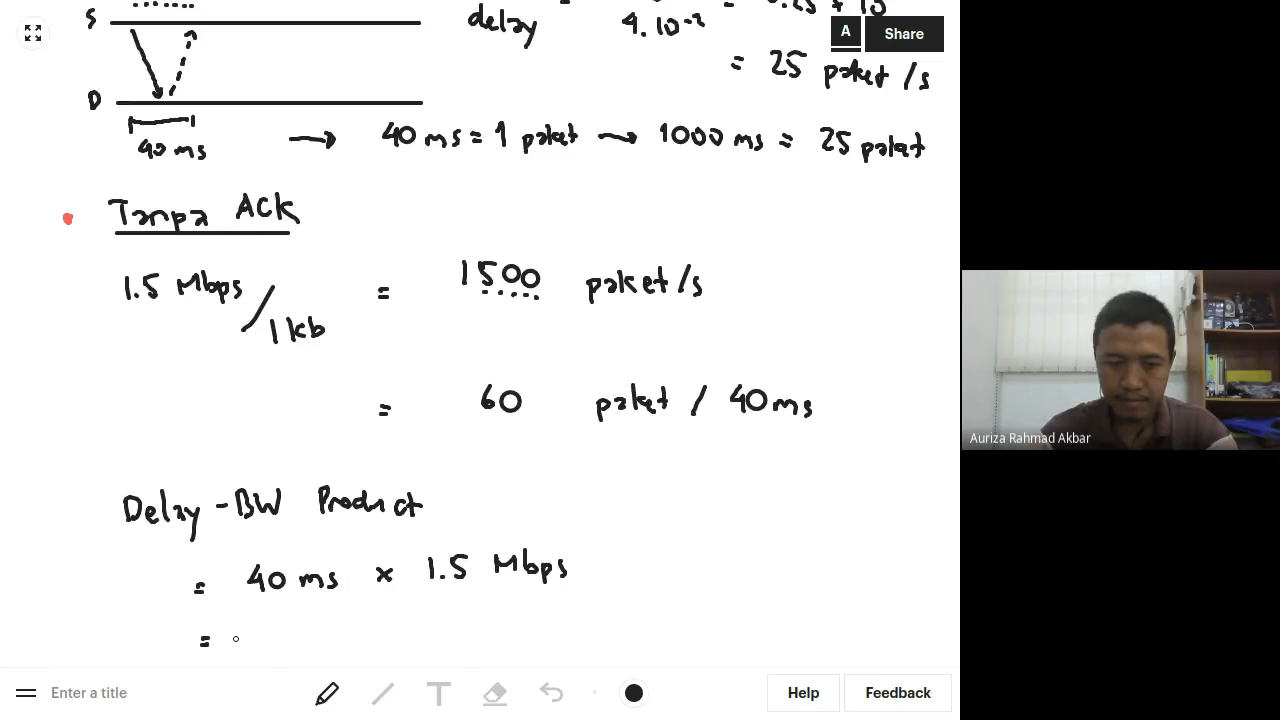 S
delay
4.10⁻²
A
Share
= 25 paket/s
D
40 ms → 40 ms = 1 paket → 1000 ms = 25 paket
Tanpa ACK
1.5 Mbps / 1 kb = 1500 paket/s
= 60 paket / 40 ms
Auriza Rahmad Akbar
Delay - BW Product
= 40 ms × 1.5 Mbps
=
Enter a title
T
Help
Feedback